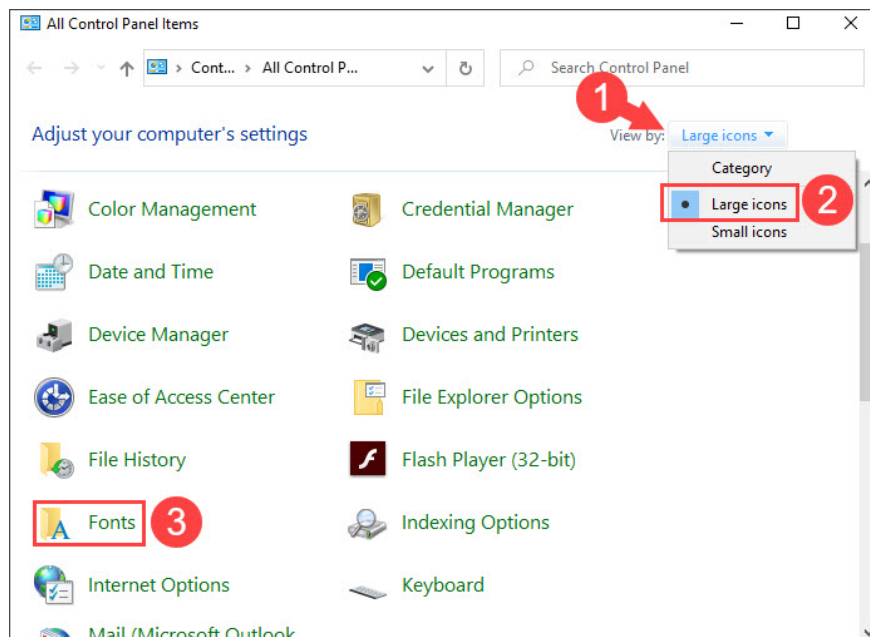 All Control Panel Items
Cont... > All Control P...
Search Control Panel
1
Adjust your computer's settings
View by: Large icons
Category
Large icons 2
Small icons
Color Management
Credential Manager
Date and Time
Default Programs
Device Manager
Devices and Printers
Ease of Access Center
File Explorer Options
File History
Flash Player (32-bit)
Fonts 3
Indexing Options
Internet Options
Keyboard
Mail (Microsoft Outlook